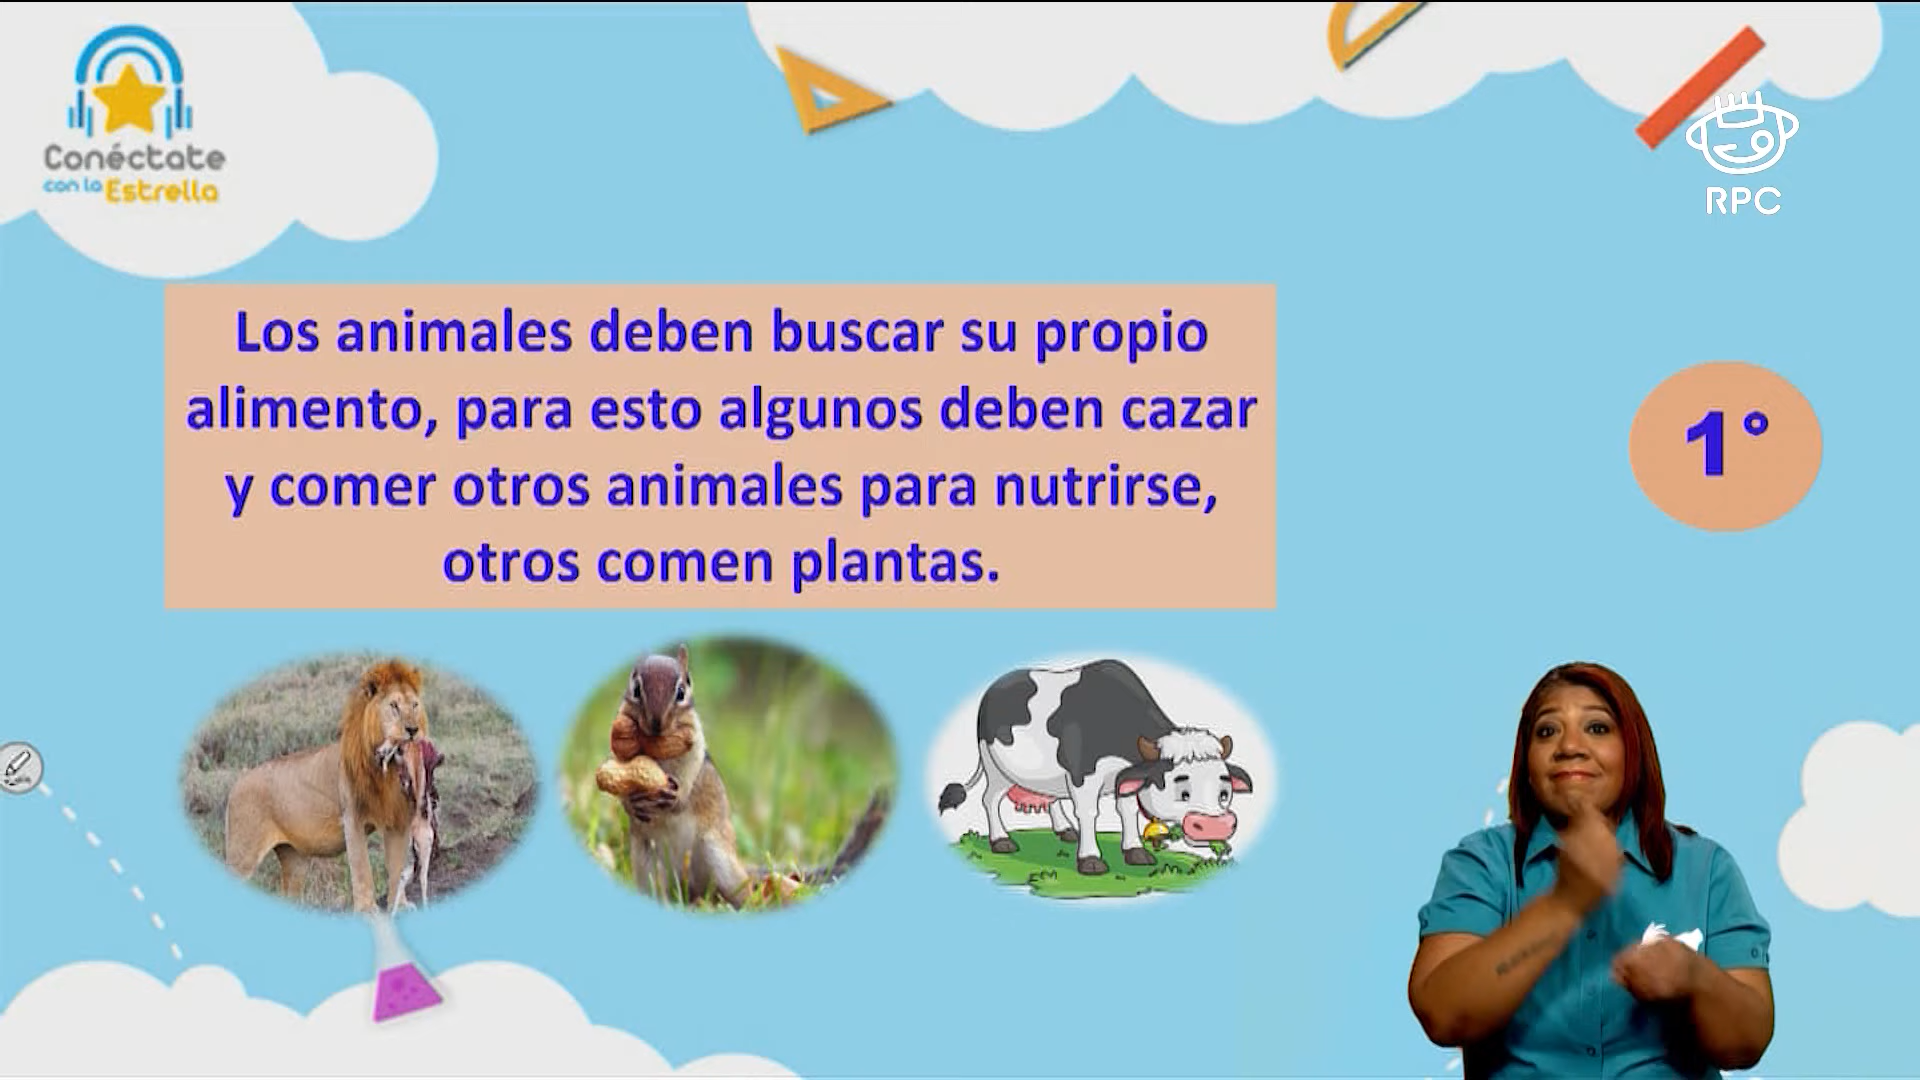 Conéctate
con la Estrella
RPC
Los animales deben buscar su propio
alimento, para esto algunos deben cazar
y comer otros animales para nutrirse,
otros comen plantas.
1°